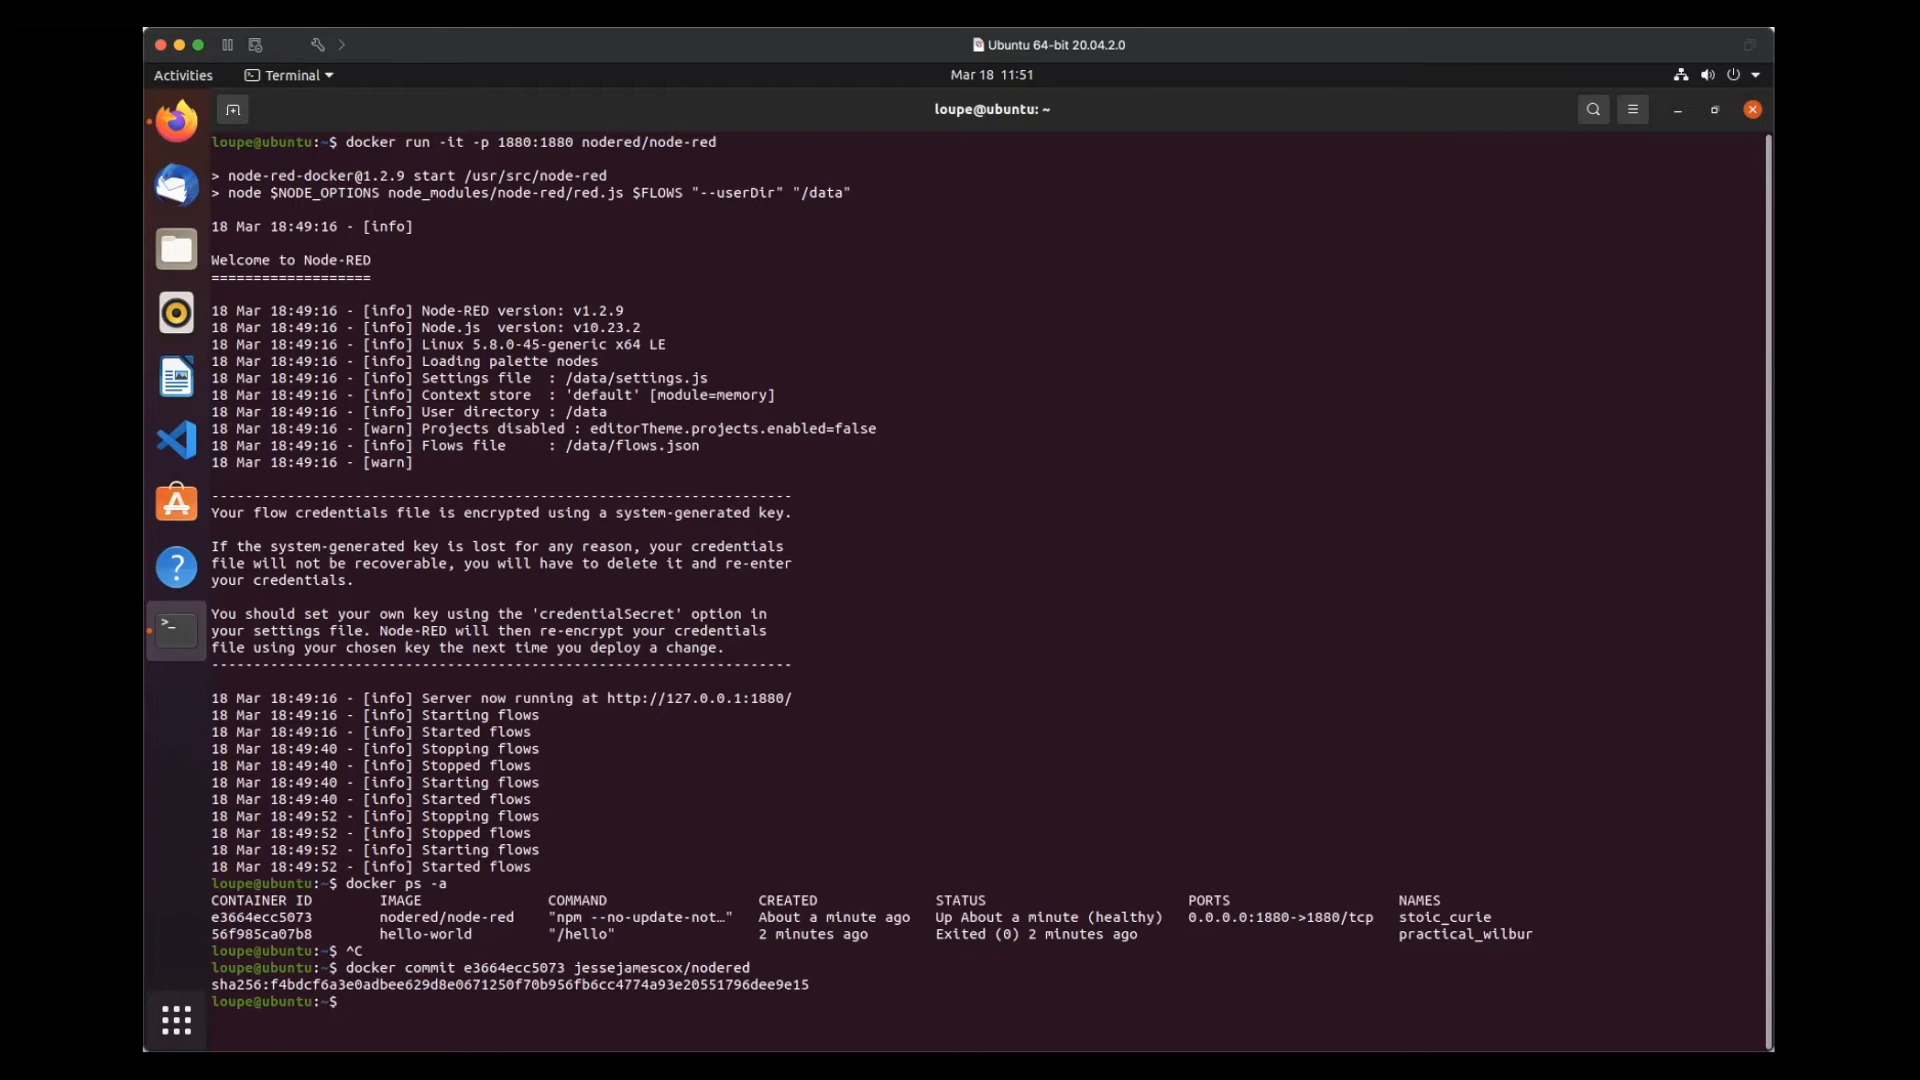 Ubuntu 64-bit 20.04.2.0
Activities
Terminal
Mar 18 11:51
loupe@ubuntu: ~
loupe@ubuntu:~$ docker run -it -p 1880:1880 nodered/node-red
> node-red-docker@1.2.9 start /usr/src/node-red
> node $NODE_OPTIONS node_modules/node-red/red.js $FLOWS "--userDir" "/data"
18 Mar 18:49:16 - [info]
Welcome to Node-RED
===================
18 Mar 18:49:16 - [info] Node-RED version: v1.2.9
18 Mar 18:49:16 - [info] Node.js  version: v10.23.2
18 Mar 18:49:16 - [info] Linux 5.8.0-45-generic x64 LE
18 Mar 18:49:16 - [info] Loading palette nodes
18 Mar 18:49:16 - [info] Settings file  : /data/settings.js
18 Mar 18:49:16 - [info] Context store  : 'default' [module=memory]
18 Mar 18:49:16 - [info] User directory : /data
18 Mar 18:49:16 - [warn] Projects disabled : editorTheme.projects.enabled=false
18 Mar 18:49:16 - [info] Flows file     : /data/flows.json
18 Mar 18:49:16 - [warn]
---------------------------------------------------------------------
Your flow credentials file is encrypted using a system-generated key.
If the system-generated key is lost for any reason, your credentials
file will not be recoverable, you will have to delete it and re-enter
your credentials.
You should set your own key using the 'credentialSecret' option in
your settings file. Node-RED will then re-encrypt your credentials
file using your chosen key the next time you deploy a change.
---------------------------------------------------------------------
18 Mar 18:49:16 - [info] Server now running at http://127.0.0.1:1880/
18 Mar 18:49:16 - [info] Starting flows
18 Mar 18:49:16 - [info] Started flows
18 Mar 18:49:40 - [info] Stopping flows
18 Mar 18:49:40 - [info] Stopped flows
18 Mar 18:49:40 - [info] Starting flows
18 Mar 18:49:40 - [info] Started flows
18 Mar 18:49:52 - [info] Stopping flows
18 Mar 18:49:52 - [info] Stopped flows
18 Mar 18:49:52 - [info] Starting flows
18 Mar 18:49:52 - [info] Started flows
loupe@ubuntu:~$ docker ps -a
CONTAINER ID        IMAGE               COMMAND                  CREATED              STATUS                        PORTS                    NAMES
e3664ecc5073        nodered/node-red    "npm --no-update-not…"   About a minute ago   Up About a minute (healthy)   0.0.0.0:1880->1880/tcp   stoic_curie
56f985ca07b8        hello-world         "/hello"                 2 minutes ago        Exited (0) 2 minutes ago                               practical_wilbur
loupe@ubuntu:~$ ^C
loupe@ubuntu:~$ docker commit e3664ecc5073 jessejamescox/nodered
sha256:f4bdcf6a3e0adbee629d8e0671250f70b956fb6cc4774a93e20551796dee9e15
loupe@ubuntu:~$